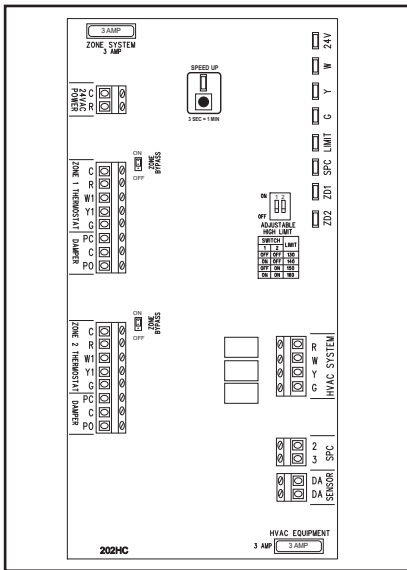 3 AMP
ZONE SYSTEM
3 AMP
24VAC
POWER
C
R
ON
OFF
ZONE
BYPASS
ZONE 1 THERMOSTAT
C
R
W1
Y1
G
DAMPER
PC
C
PO
ON
OFF
ZONE
BYPASS
ZONE 2 THERMOSTAT
C
R
W1
Y1
G
DAMPER
PC
C
PO
202HC
SPEED UP
3 SEC = 1 MIN
24V
W
Y
G
LIMIT
SPC
ZD1
ZD2
ON
1 2
OFF
ADJUSTABLE
HIGH LIMIT
SWITCH LIMIT
1 2
OFF OFF 130
ON OFF 140
OFF ON 150
ON ON 160
R
W
Y
G
HVAC SYSTEM
2
3
SPC
DA
DA
SENSOR
HVAC EQUIPMENT
3 AMP
3 AMP